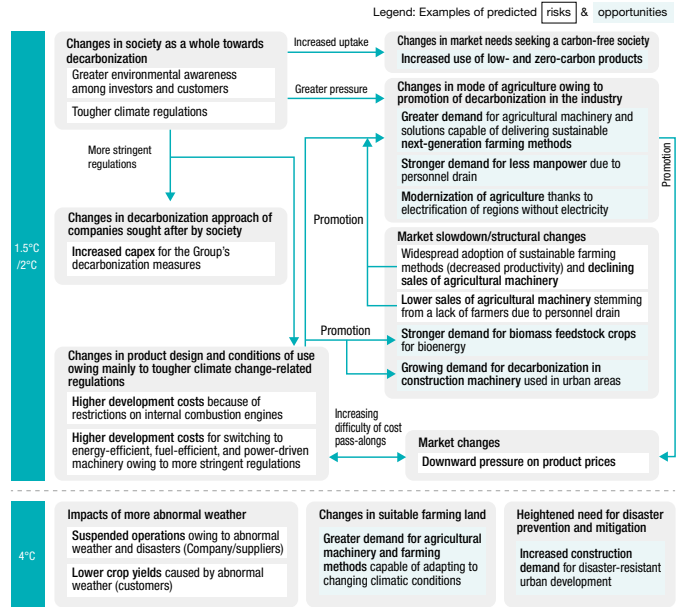 Legend: Examples of predicted risks & opportunities
1.5°C
/2°C
Changes in society as a whole towards
decarbonization
Greater environmental awareness
among investors and customers
Tougher climate regulations
Increased uptake
Greater pressure
Changes in market needs seeking a carbon-free society
Increased use of low- and zero-carbon products
Changes in mode of agriculture owing to
promotion of decarbonization in the industry
Greater demand for agricultural machinery and
solutions capable of delivering sustainable
next-generation farming methods
Stronger demand for less manpower due to
personnel drain
Modernization of agriculture thanks to
electrification of regions without electricity
Promotion
More stringent
regulations
Changes in decarbonization approach of
companies sought after by society
Increased capex for the Group's
decarbonization measures
Promotion
Market slowdown/structural changes
Widespread adoption of sustainable farming
methods (decreased productivity) and declining
sales of agricultural machinery
Lower sales of agricultural machinery stemming
from a lack of farmers due to personnel drain
Promotion
Stronger demand for biomass feedstock crops
for bioenergy
Growing demand for decarbonization in
construction machinery used in urban areas
Changes in product design and conditions of use
owing mainly to tougher climate change-related
regulations
Higher development costs because of
restrictions on internal combustion engines
Higher development costs for switching to
energy-efficient, fuel-efficient, and power-driven
machinery owing to more stringent regulations
Increasing
difficulty of cost
pass-alongs
Market changes
Downward pressure on product prices
4°C
Impacts of more abnormal weather
Suspended operations owing to abnormal
weather and disasters (Company/suppliers)
Lower crop yields caused by abnormal
weather (customers)
Changes in suitable farming land
Greater demand for agricultural
machinery and farming
methods capable of adapting to
changing climatic conditions
Heightened need for disaster
prevention and mitigation
Increased construction
demand for disaster-resistant
urban development